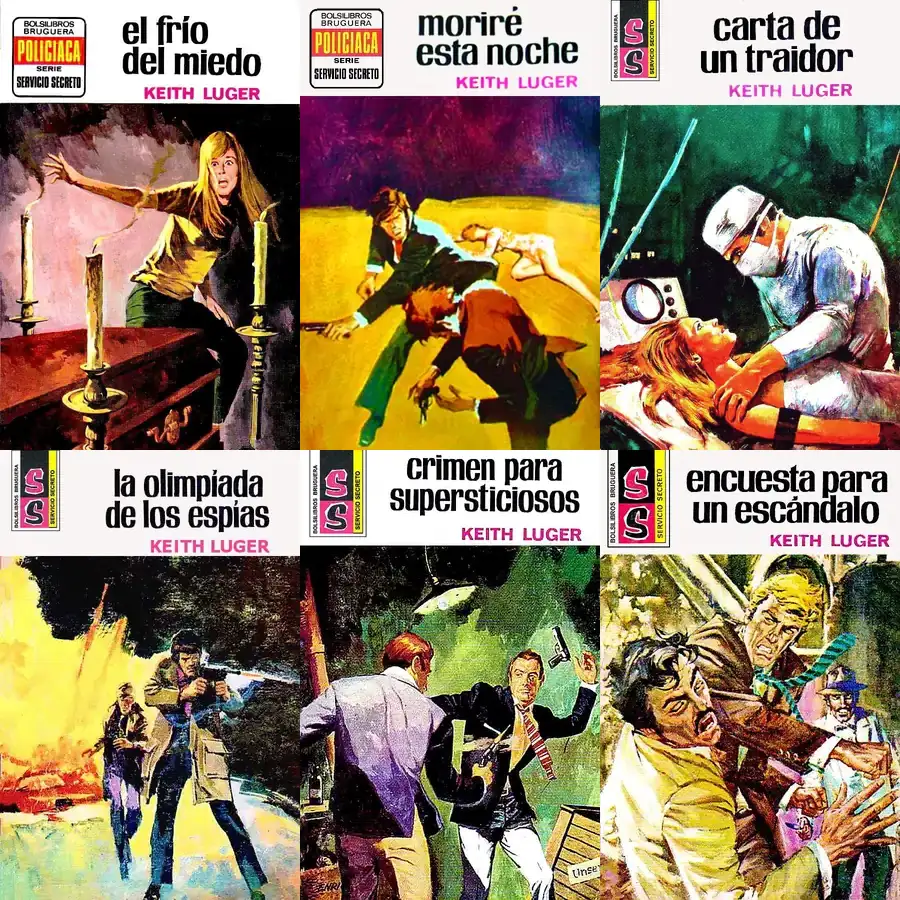 BOLSILIBROS
BRUGUERA
POLICIACA
SERIE
SERVICIO SECRETO
el frío
del miedo
KEITH LUGER
BOLSILIBROS
BRUGUERA
POLICIACA
SERIE
SERVICIO SECRETO
moriré
esta noche
KEITH LUGER
BOLSILIBROS BRUGUERA
SS
SERVICIO SECRETO
carta de
un traidor
KEITH LUGER
BOLSILIBROS BRUGUERA
SS
SERVICIO SECRETO
la olimpíada
de los espías
KEITH LUGER
BOLSILIBROS BRUGUERA
SS
SERVICIO SECRETO
crimen para
supersticiosos
KEITH LUGER
BOLSILIBROS BRUGUERA
SS
SERVICIO SECRETO
encuesta para
un escándalo
KEITH LUGER